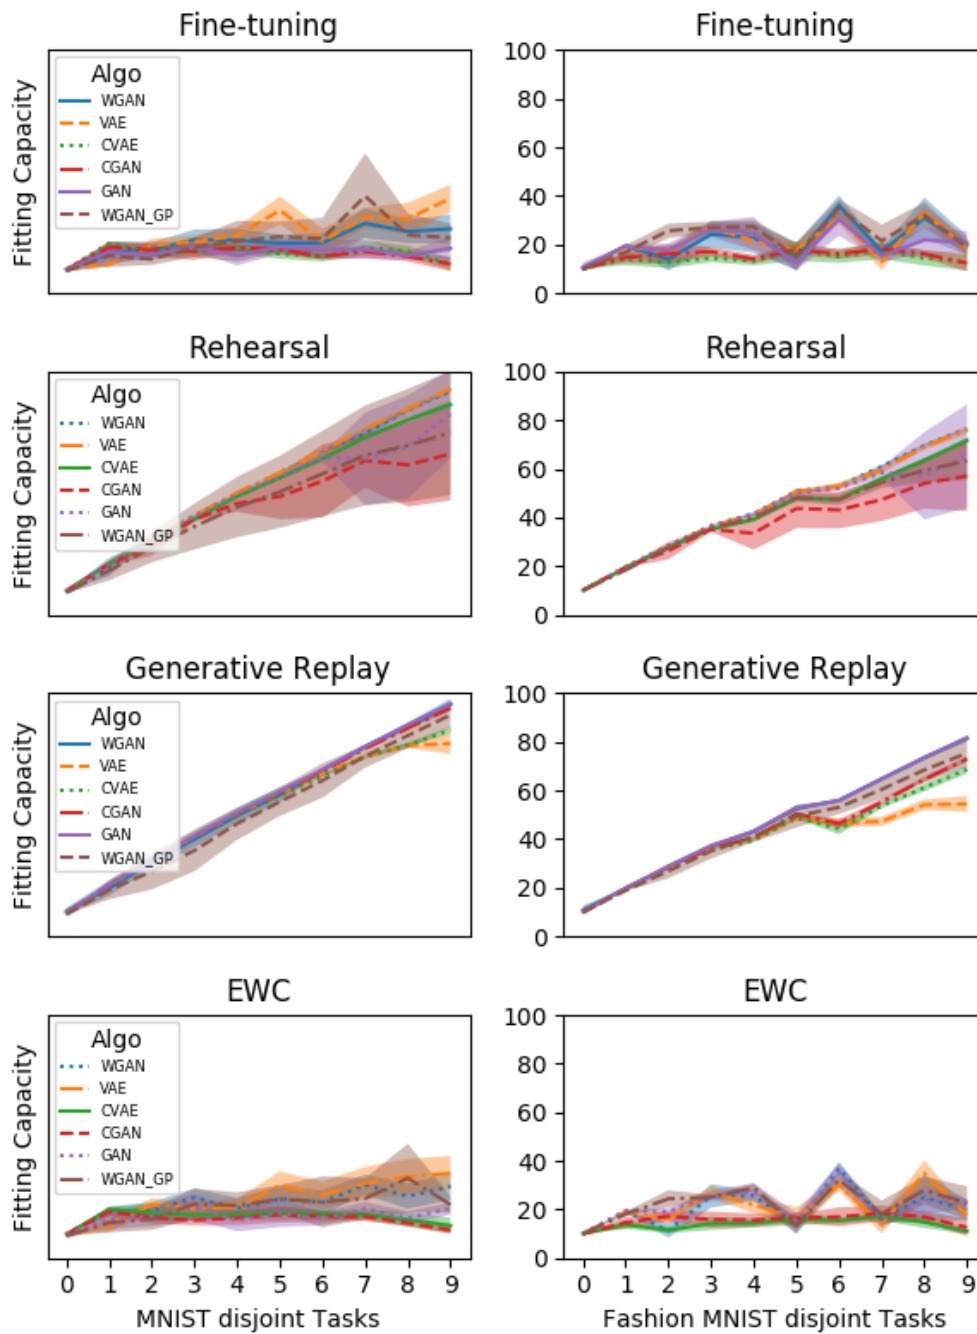 Fine-tuning
Fitting Capacity
Algo
WGAN
VAE
CVAE
CGAN
GAN
WGAN_GP
Fine-tuning
100
80
60
40
20
0
Rehearsal
Fitting Capacity
Algo
WGAN
VAE
CVAE
CGAN
GAN
WGAN_GP
Rehearsal
100
80
60
40
20
0
Generative Replay
Fitting Capacity
Algo
WGAN
VAE
CVAE
CGAN
GAN
WGAN_GP
Generative Replay
100
80
60
40
20
0
EWC
Fitting Capacity
Algo
WGAN
VAE
CVAE
CGAN
GAN
WGAN_GP
0 1 2 3 4 5 6 7 8 9
MNIST disjoint Tasks
EWC
100
80
60
40
20
0
0 1 2 3 4 5 6 7 8 9
Fashion MNIST disjoint Tasks